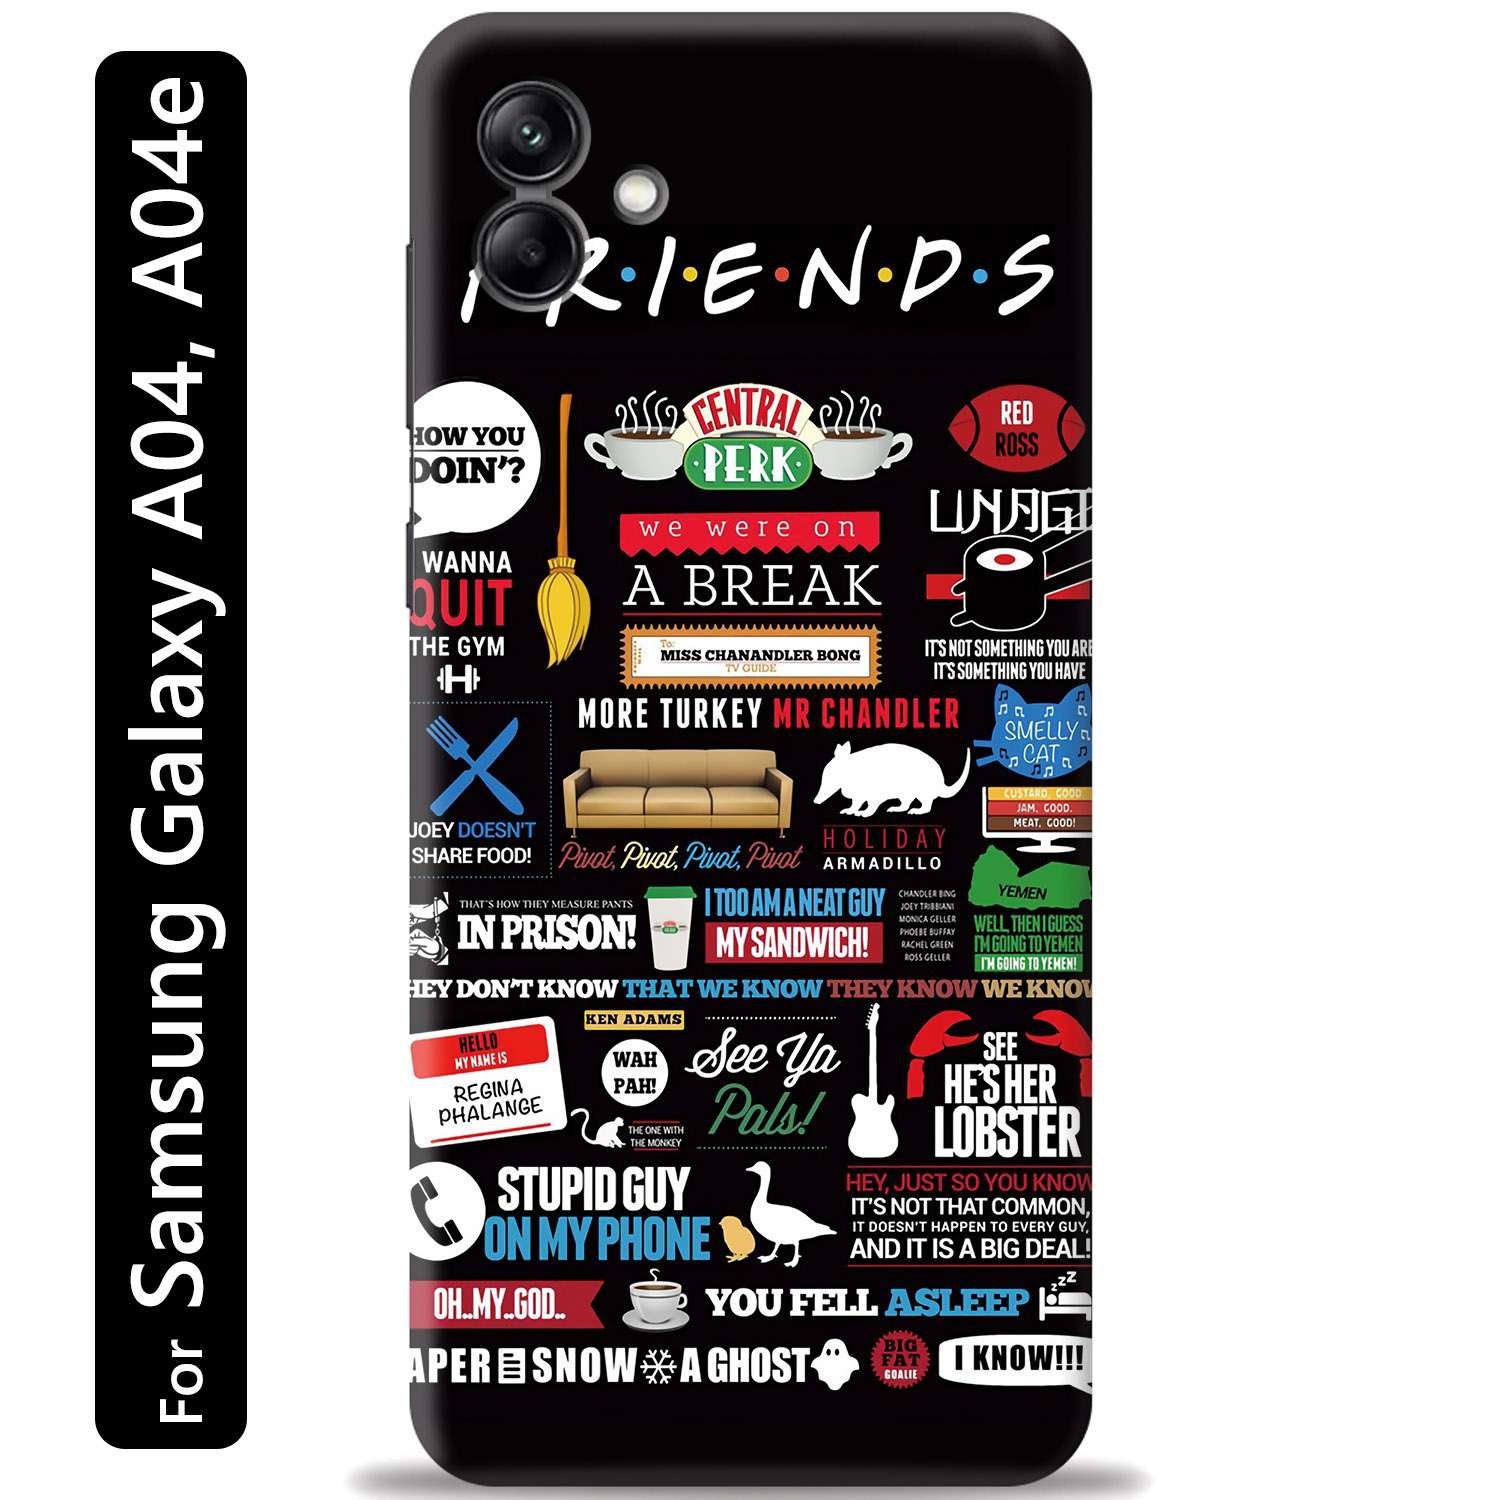 For Samsung Galaxy A04, A04e
FRIENDS
HOW YOU
DOIN'?
CENTRAL
PERK
RED
ROSS
we were on
A BREAK
UNAGI
WANNA
QUIT
THE GYM
To:
MISS CHANANDLER BONG
TV GUIDE
IT'S NOT SOMETHING YOU ARE
IT'S SOMETHING YOU HAVE
MORE TURKEY MR CHANDLER
SMELLY
CAT
CUSTARD, GOOD
JAM, GOOD.
MEAT, GOOD!
JOEY DOESN'T
SHARE FOOD!
Pivot, Pivot, Pivot, Pivot
HOLIDAY
ARMADILLO
YEMEN
WELL, THEN I GUESS
I'M GOING TO YEMEN
I'M GOING TO YEMEN!
THAT'S HOW THEY MEASURE PANTS
IN PRISON!
I TOO AM A NEAT GUY
MY SANDWICH!
CHANDLER BING
JOEY TRIBBIANI
MONICA GELLER
PHOEBE BUFFAY
RACHEL GREEN
ROSS GELLER
HEY DON'T KNOW THAT WE KNOW THEY KNOW WE KNOW
HELLO
MY NAME IS
REGINA
PHALANGE
KEN ADAMS
WAH
PAH!
THE ONE WITH
THE MONKEY
See Ya
Pals!
SEE
HE'S HER
LOBSTER
STUPID GUY
ON MY PHONE
HEY, JUST SO YOU KNOW
IT'S NOT THAT COMMON,
IT DOESN'T HAPPEN TO EVERY GUY,
AND IT IS A BIG DEAL!
OH..MY..GOD..
YOU FELL ASLEEP
zzZ
APER SNOW A GHOST
BIG
FAT
GOALIE
I KNOW!!!